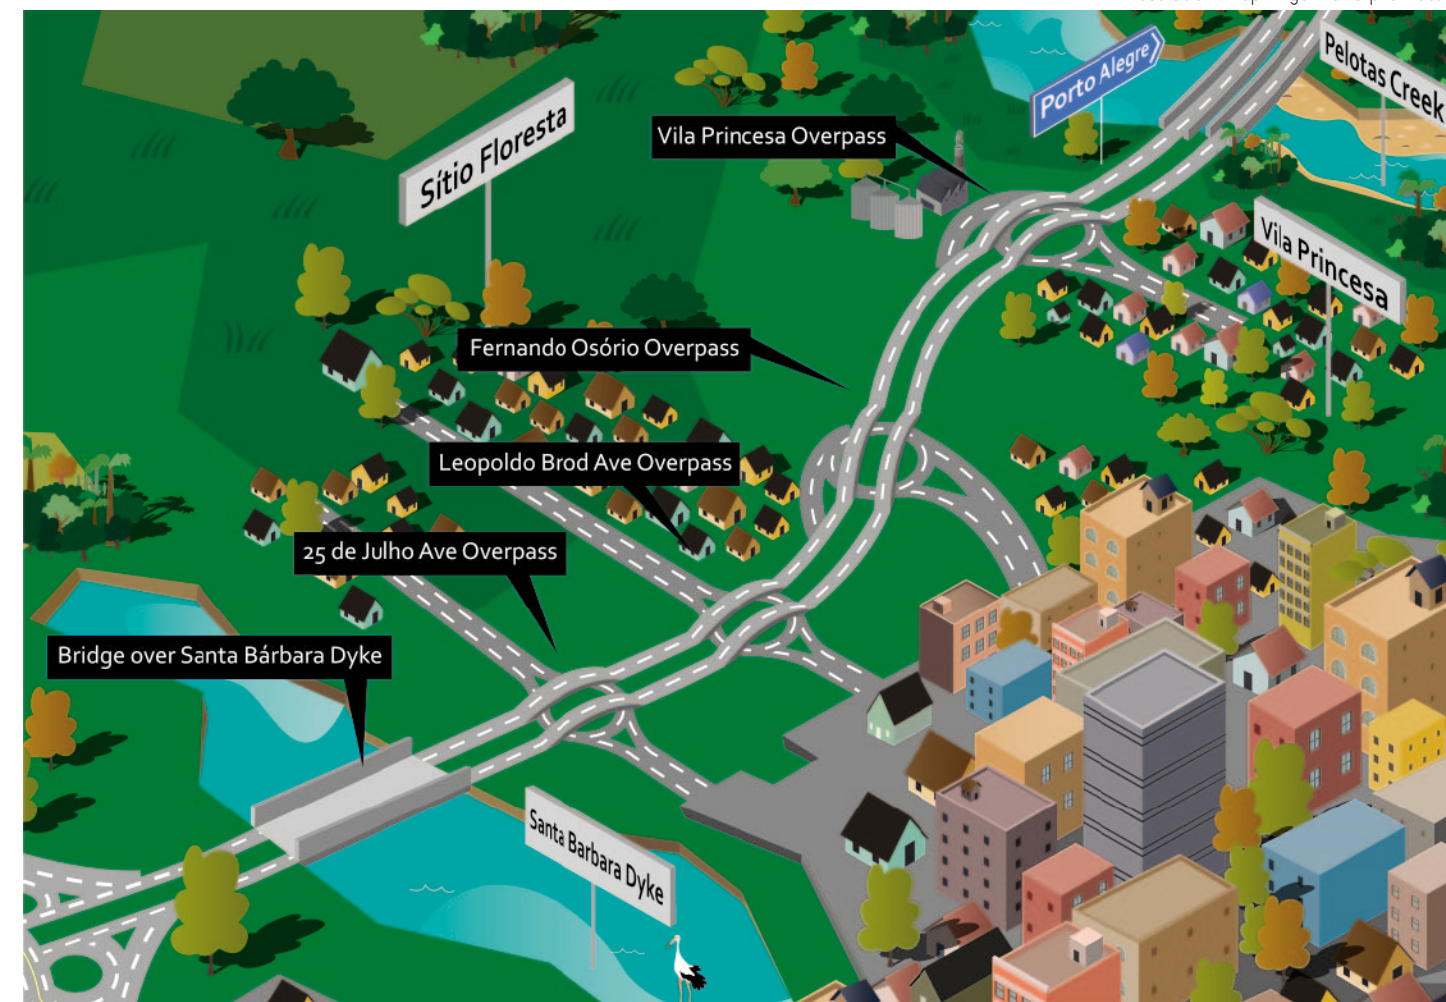 Porto Alegre
Pelotas Creek
Sítio Floresta
Vila Princesa Overpass
Vila Princesa
Fernando Osório Overpass
Leopoldo Brod Ave Overpass
25 de Julho Ave Overpass
Bridge over Santa Bárbara Dyke
Santa Barbara Dyke